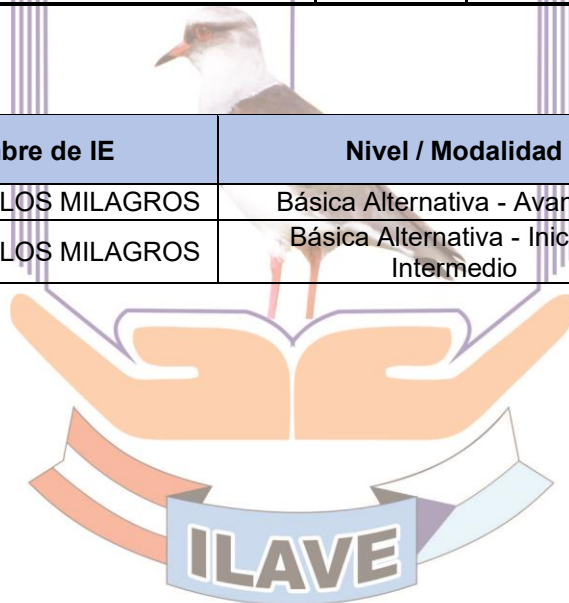 bre de IE Nivel / Modalidad
LOS MILAGROS Básica Alternativa - Avan
LOS MILAGROS Básica Alternativa - Inic
Intermedio
ILAVE